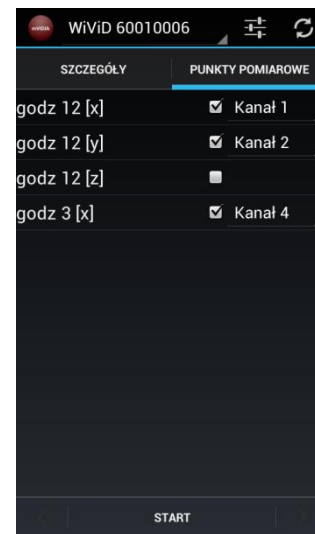 mVIDIA WiViD 60010006
SZCZEGÓŁY PUNKTY POMIAROWE
godz 12 [x] Kanał 1
godz 12 [y] Kanał 2
godz 12 [z]
godz 3 [x] Kanał 4
START